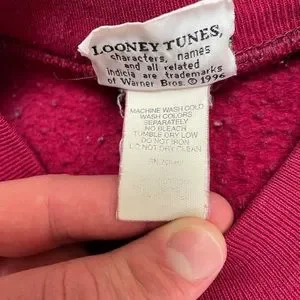 LOONEY TUNES,
characters, names
and all related
indicia are trademarks
of Warner Bros. © 1996
MACHINE WASH COLD
WASH COLORS
SEPARATELY
NO BLEACH
TUMBLE DRY LOW
DO NOT IRON
DO NOT DRY CLEAN